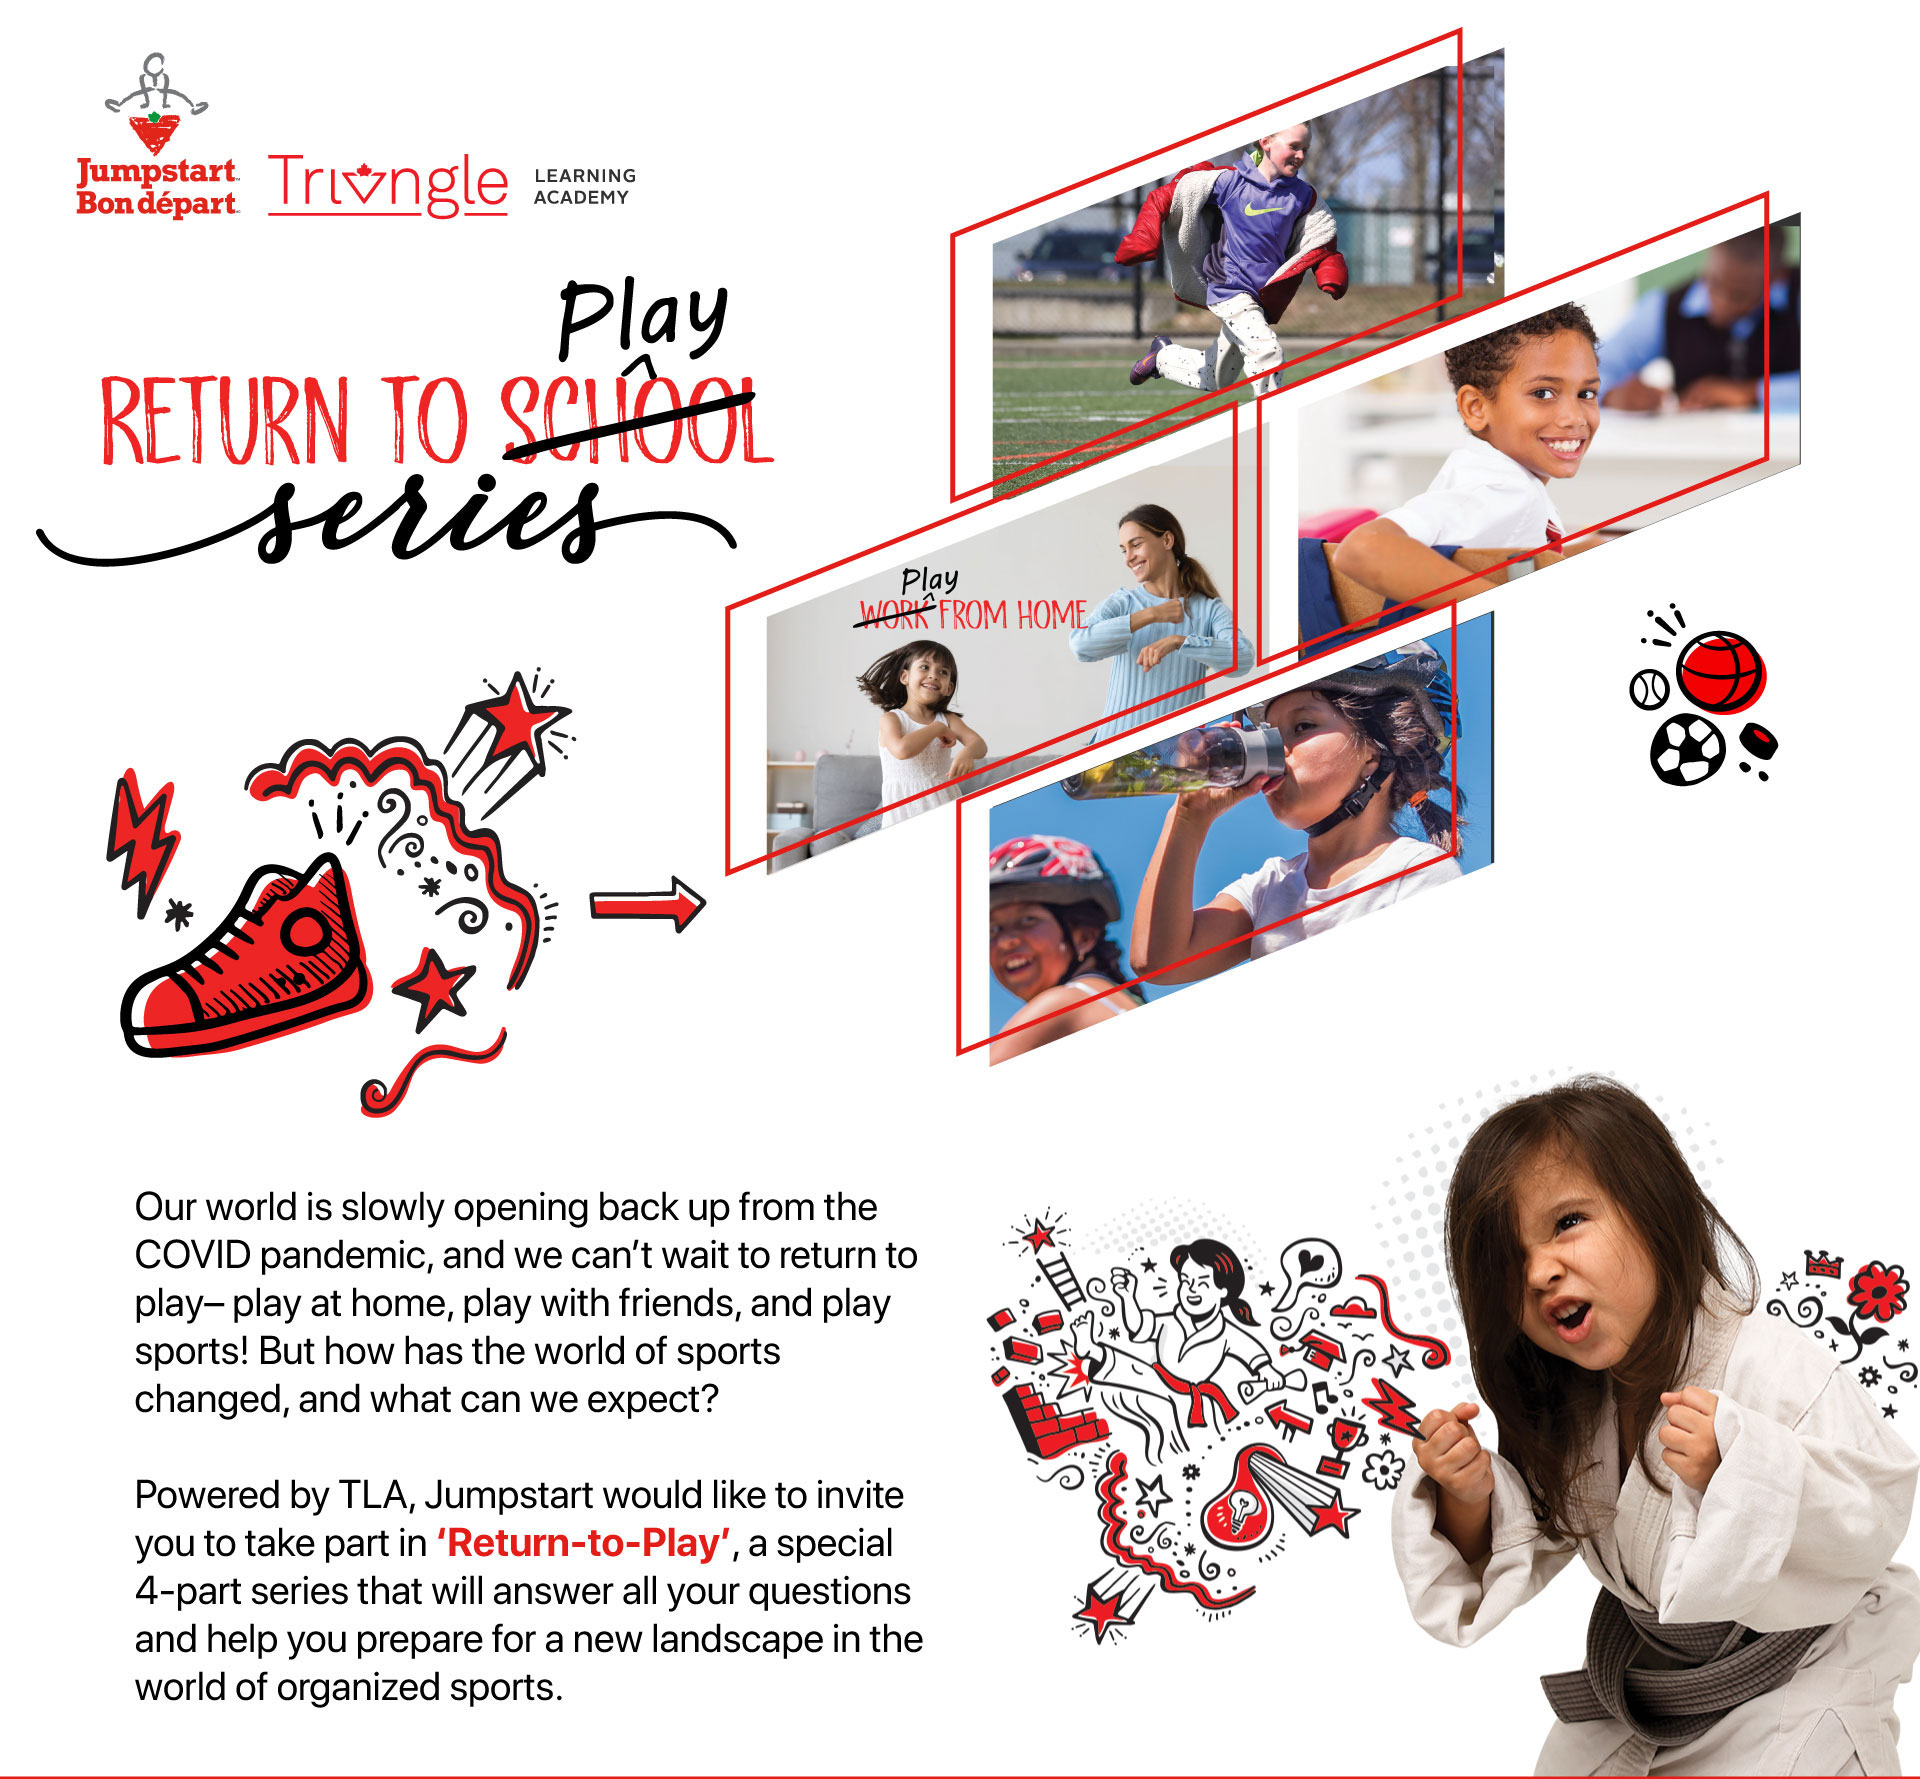 Jumpstart
Bon départ
Triangle
LEARNING
ACADEMY
Play
RETURN TO SCHOOL
series
Play
WORK FROM HOME
Our world is slowly opening back up from the
COVID pandemic, and we can’t wait to return to
play– play at home, play with friends, and play
sports! But how has the world of sports
changed, and what can we expect?
Powered by TLA, Jumpstart would like to invite
you to take part in ‘Return-to-Play’, a special
4-part series that will answer all your questions
and help you prepare for a new landscape in the
world of organized sports.